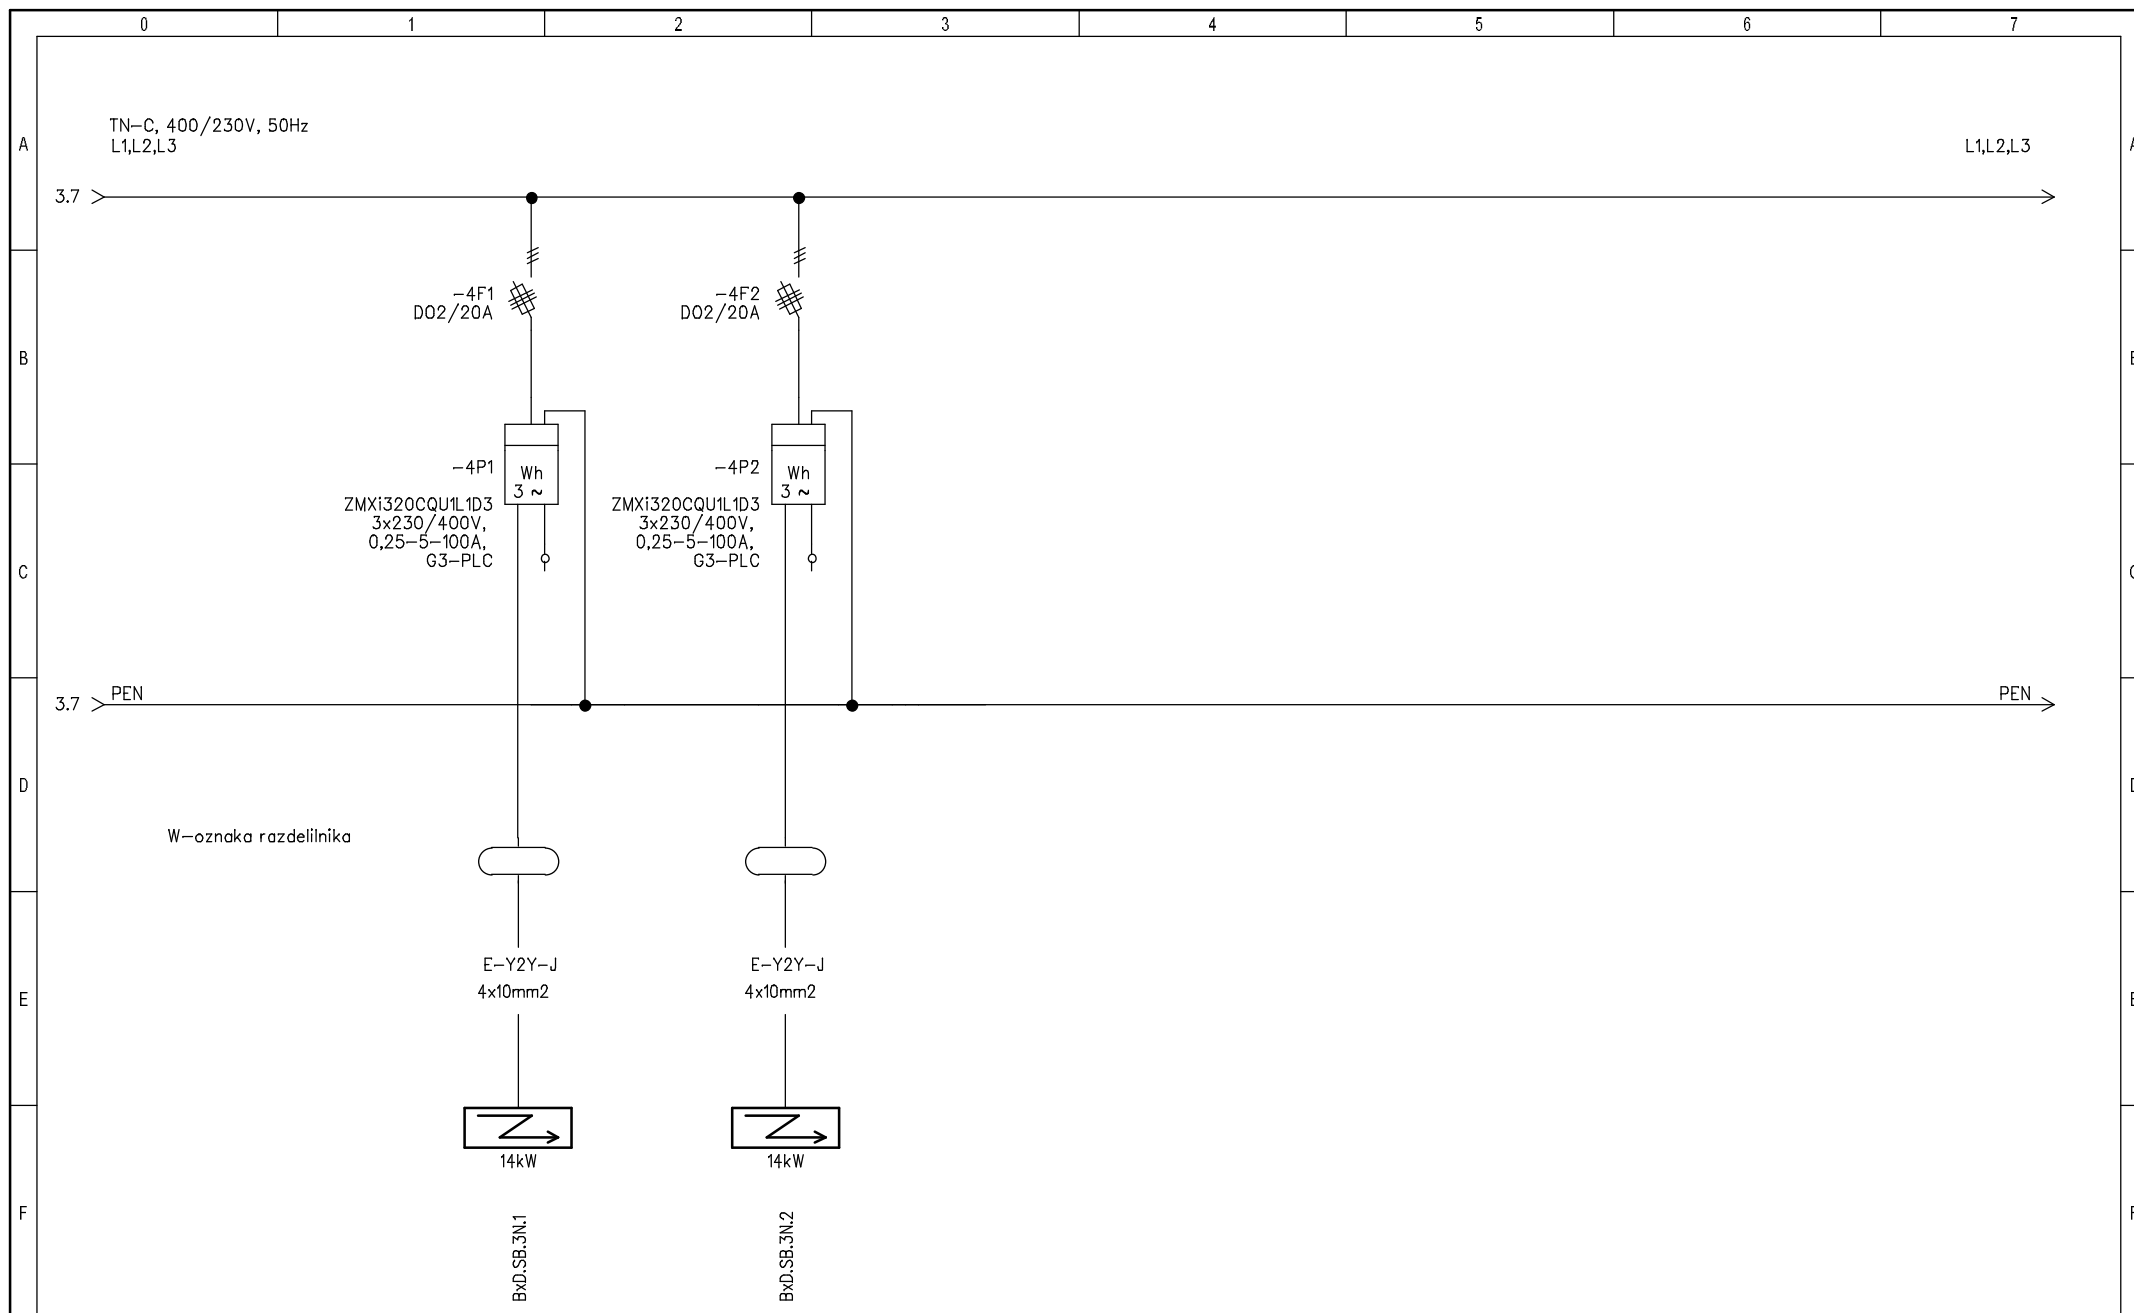 0 1 2 3 4 5 6 7
TN-C, 400/230V, 50Hz
L1,L2,L3
L1,L2,L3
A
3.7
-4F1
DO2/20A
-4F2
DO2/20A
B
-4P1
Wh
3 ~
ZMXi320CQU1L1D3
3x230/400V,
0,25-5-100A,
G3-PLC
-4P2
Wh
3 ~
ZMXi320CQU1L1D3
3x230/400V,
0,25-5-100A,
G3-PLC
C
3.7
PEN
PEN
D
W-oznaka razdelilnika
E-Y2Y-J
4x10mm2
E-Y2Y-J
4x10mm2
E
14kW
14kW
F
BxD.SB.3N.1
BxD.SB.3N.2